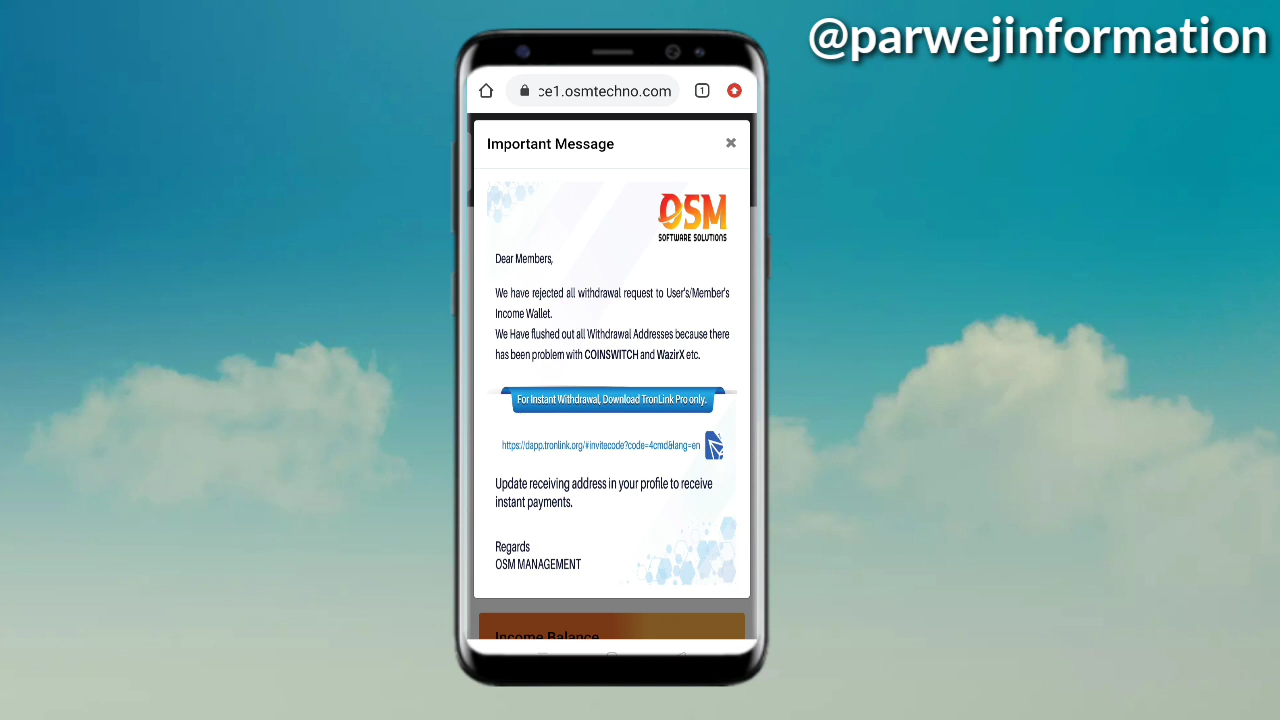 @parwejinformation
ce1.osmtechno.com
1
Important Message
OSM
SOFTWARE SOLUTIONS
Dear Members,
We have rejected all withdrawal request to User's/Member's
Income Wallet.
We Have flushed out all Withdrawal Addresses because there
has been problem with COINSWITCH and WazirX etc.
For Instant Withdrawal, Download TronLink Pro only.
https://dapp.tronlink.org/#invitecode?code=4cmd&lang=en
Update receiving address in your profile to receive
instant payments.
Regards
OSM MANAGEMENT
Income Balance